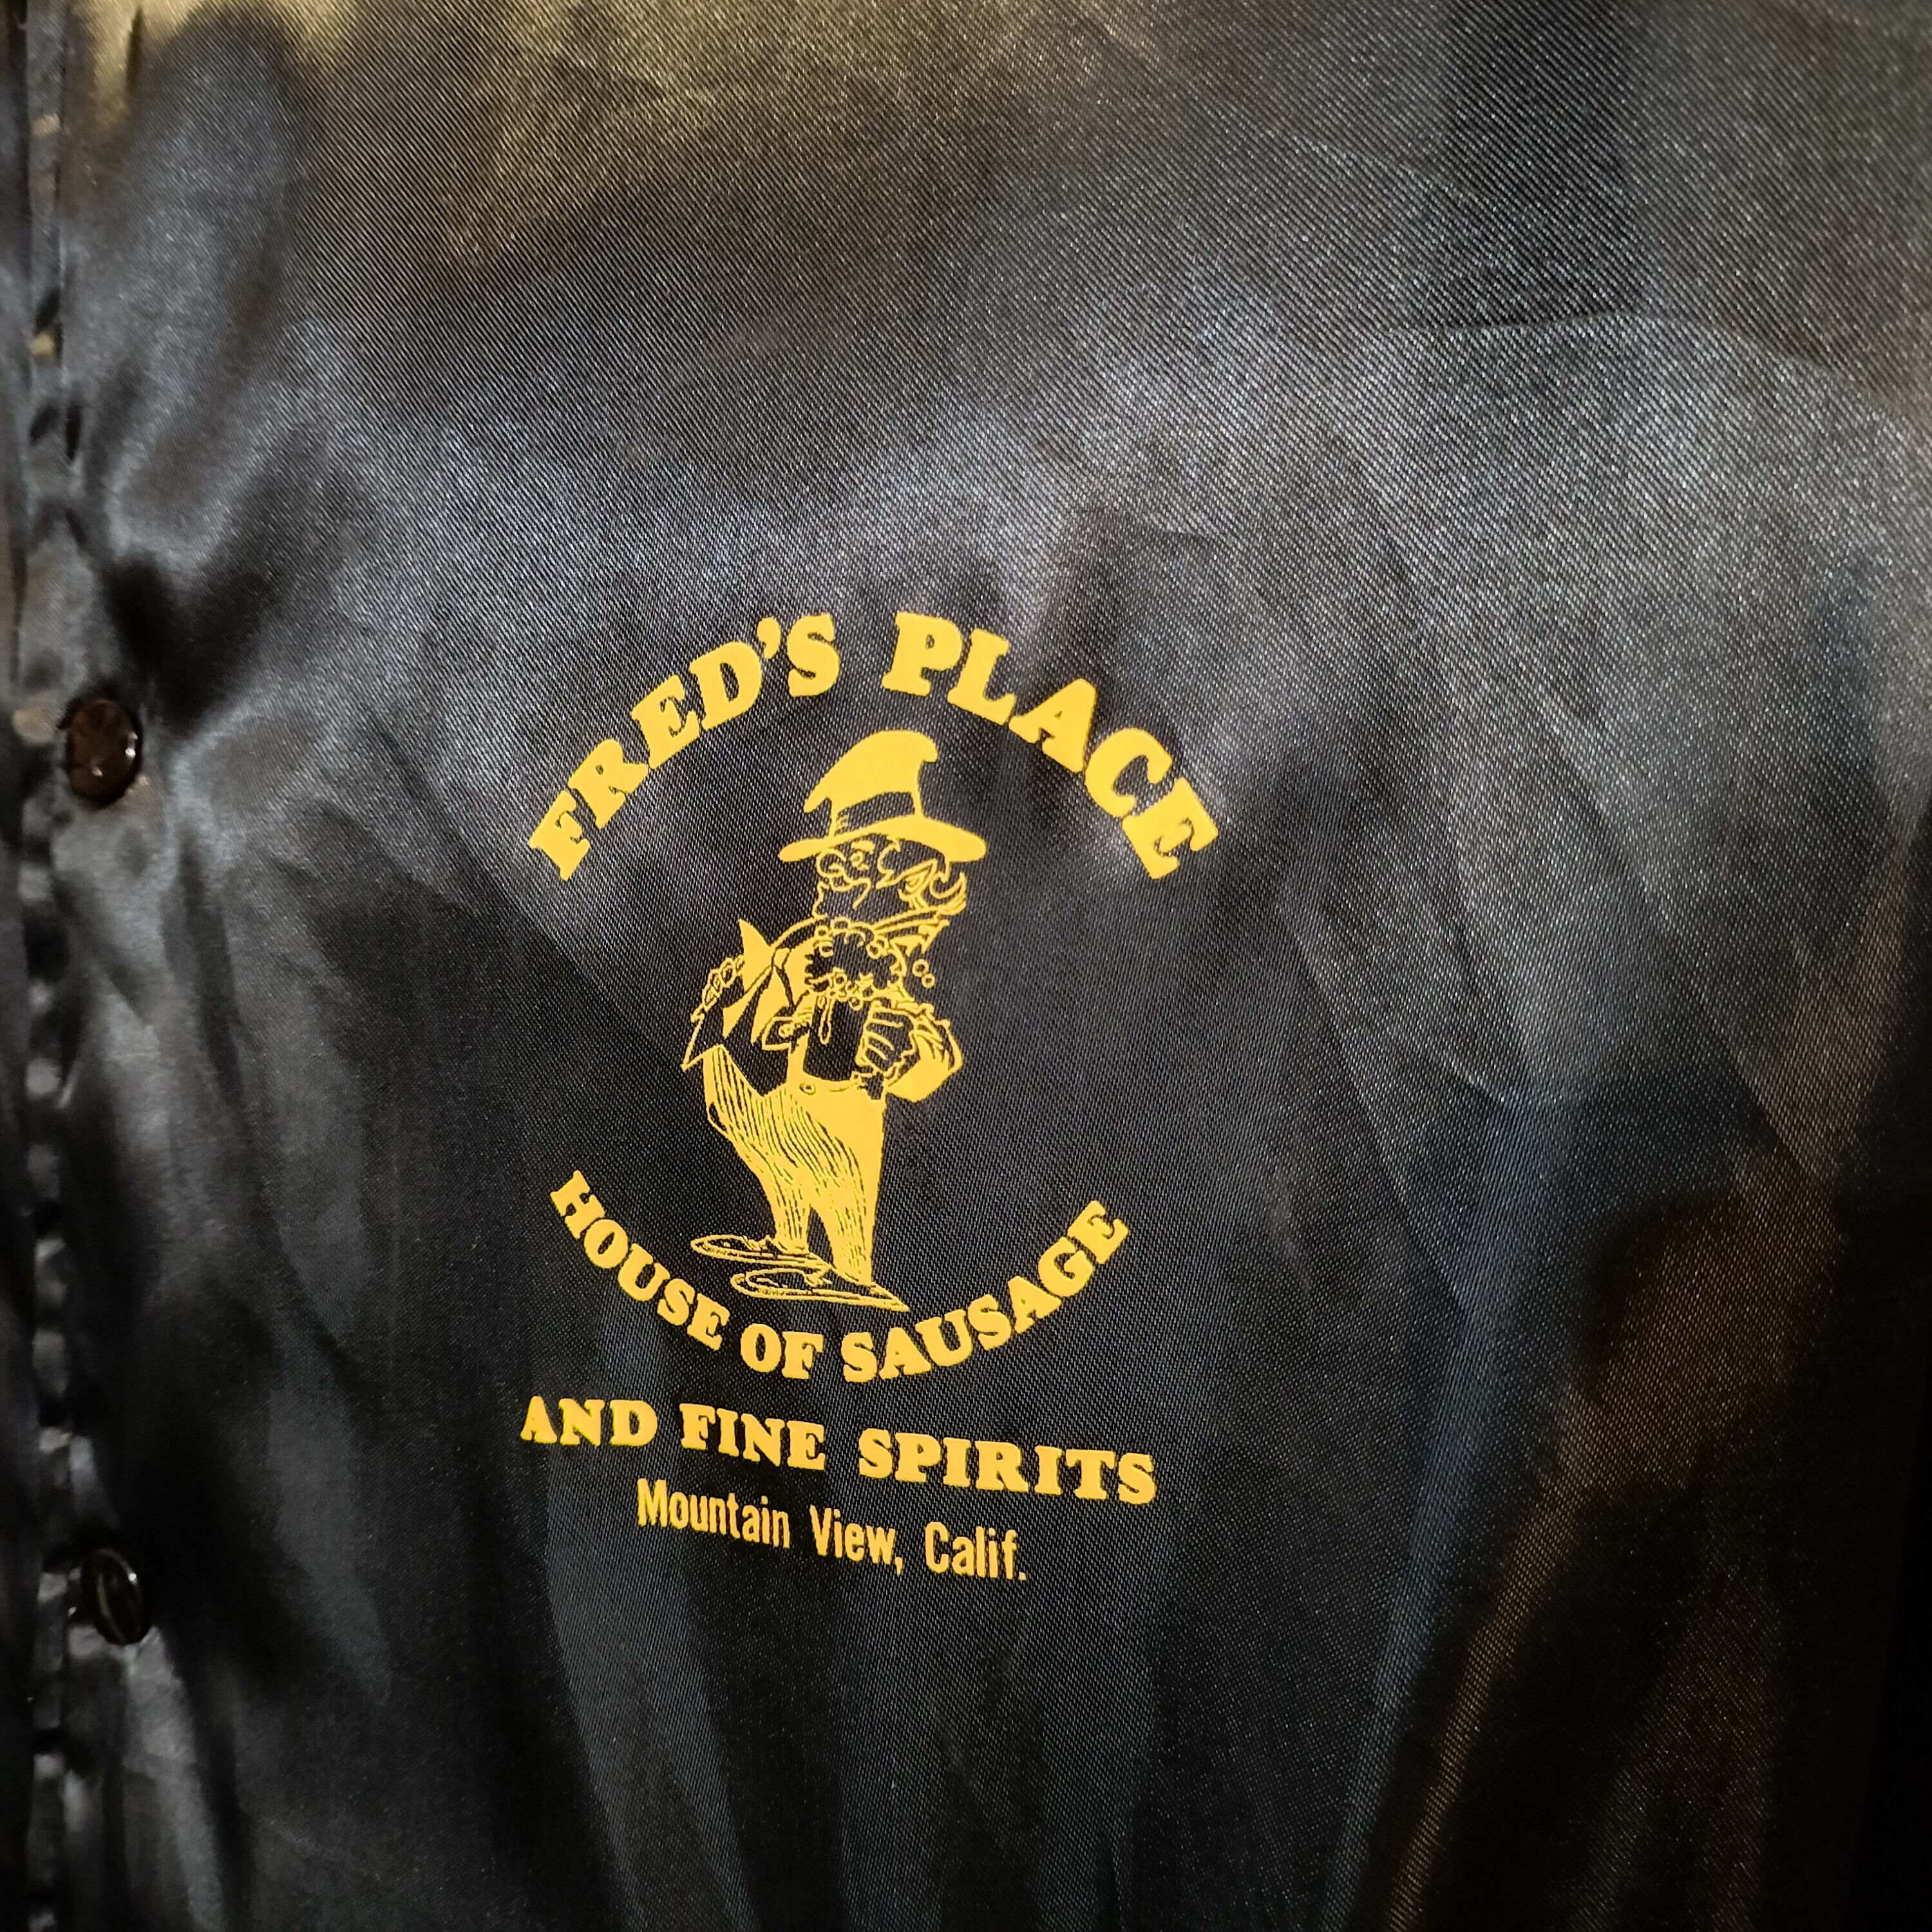 FRED'S PLACE
HOUSE OF SAUSAGE
AND FINE SPIRITS
Mountain View, Calif.